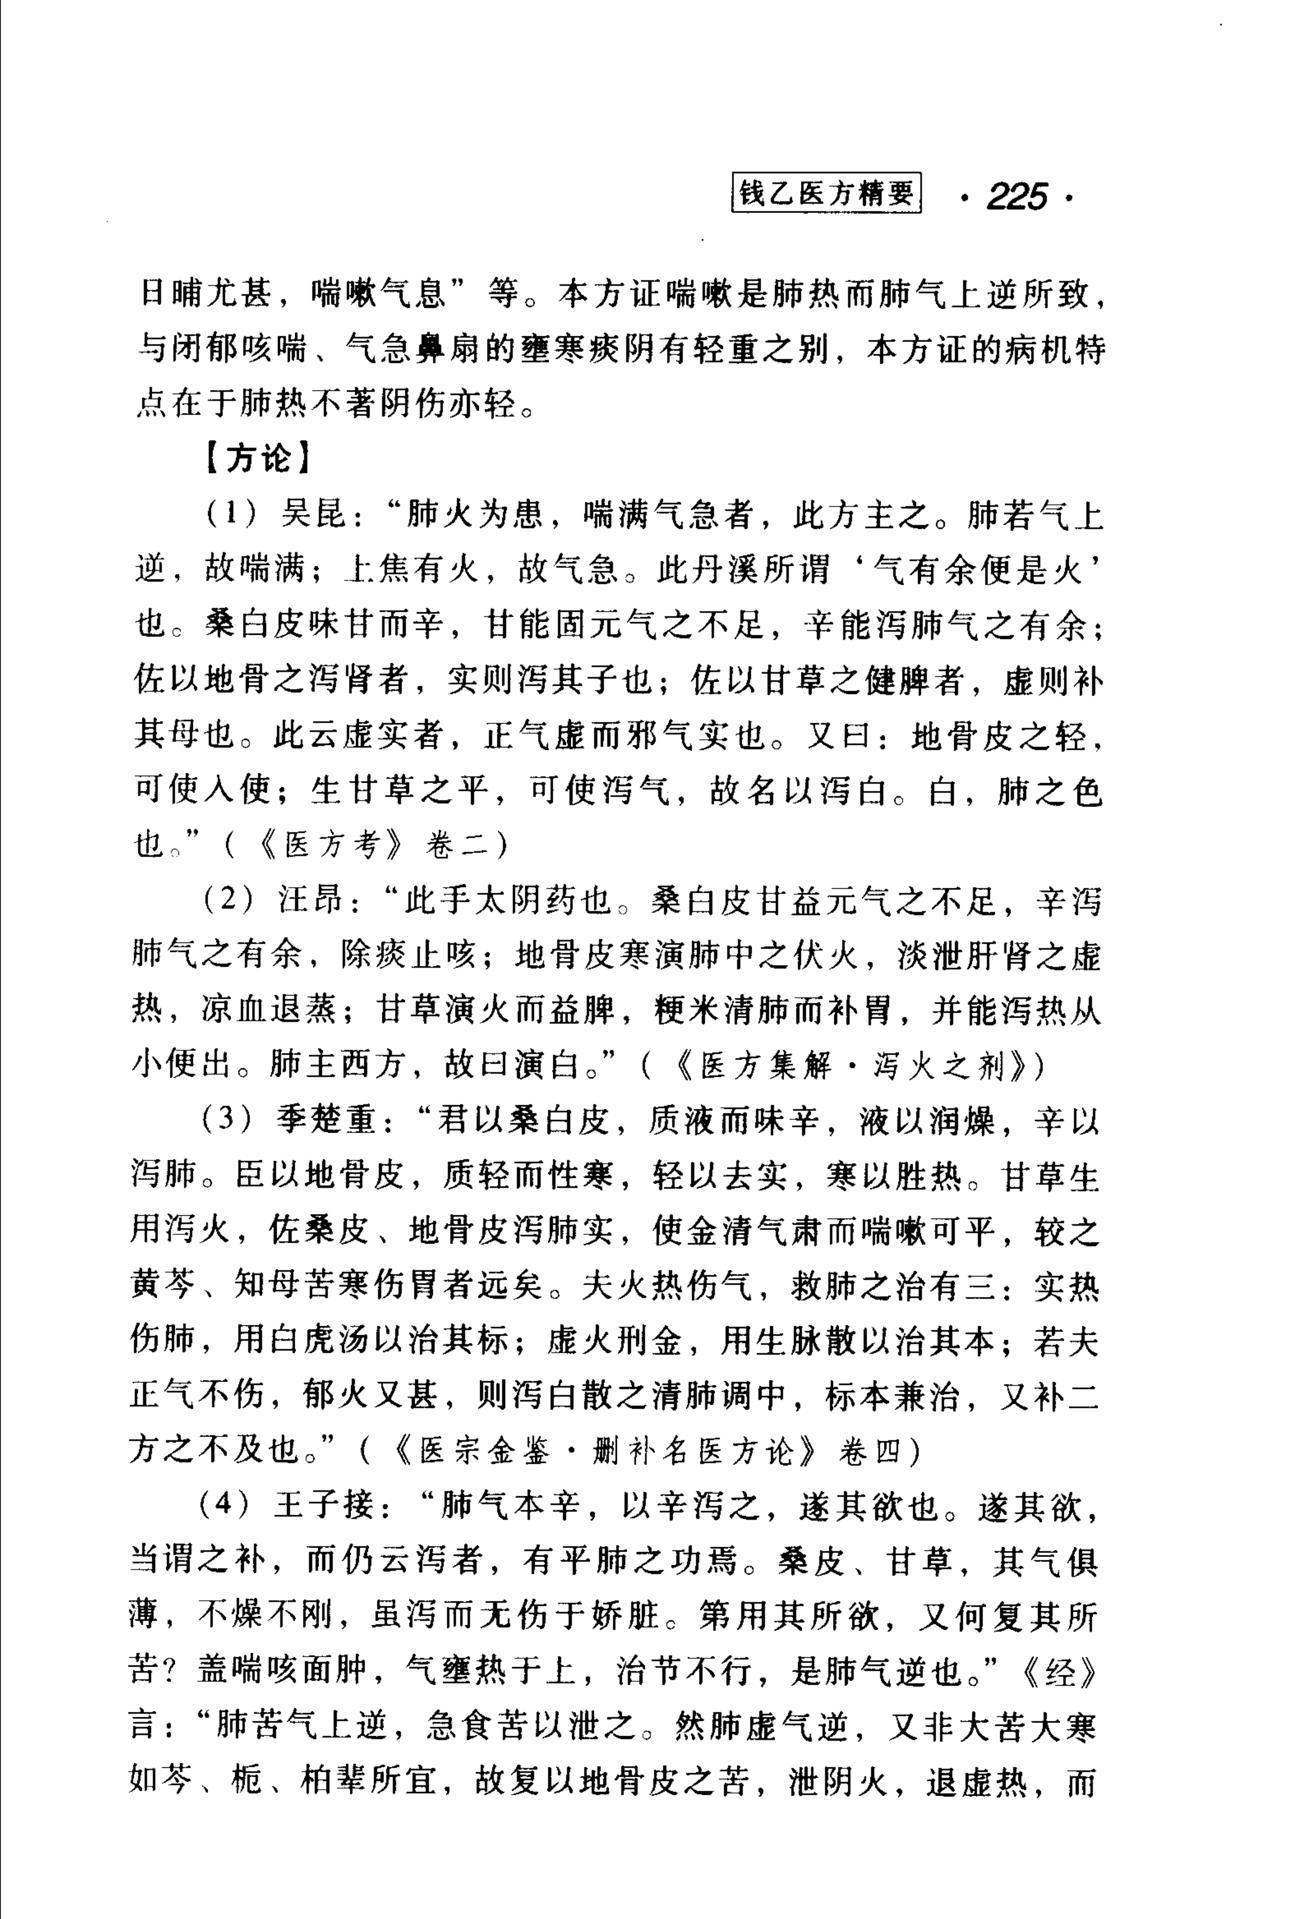 钱乙医方精要 ·225·
日晡尤甚，喘嗽气息”等。本方证喘嗽是肺热而肺气上逆所致，
与闭郁咳喘、气急鼻扇的壅寒痰阴有轻重之别，本方证的病机特
点在于肺热不著阴伤亦轻。
【方论】
（1）吴昆：“肺火为患，喘满气急者，此方主之。肺若气上
逆，故喘满；上焦有火，故气急。此丹溪所谓‘气有余便是火’
也。桑白皮味甘而辛，甘能固元气之不足，辛能泻肺气之有余；
佐以地骨之泻肾者，实则泻其子也；佐以甘草之健脾者，虚则补
其母也。此云虚实者，正气虚而邪气实也。又曰：地骨皮之轻，
可使入使；生甘草之平，可使泻气，故名以泻白。白，肺之色
也。”（《医方考》卷二）
（2）汪昂：“此手太阴药也。桑白皮甘益元气之不足，辛泻
肺气之有余，除痰止咳；地骨皮寒演肺中之伏火，淡泄肝肾之虚
热，凉血退蒸；甘草演火而益脾，粳米清肺而补胃，并能泻热从
小便出。肺主西方，故曰演白。”（《医方集解·泻火之剂》）
（3）季楚重：“君以桑白皮，质液而味辛，液以润燥，辛以
泻肺。臣以地骨皮，质轻而性寒，轻以去实，寒以胜热。甘草生
用泻火，佐桑皮、地骨皮泻肺实，使金清气肃而喘嗽可平，较之
黄芩、知母苦寒伤胃者远矣。夫火热伤气，救肺之治有三：实热
伤肺，用白虎汤以治其标；虚火刑金，用生脉散以治其本；若夫
正气不伤，郁火又甚，则泻白散之清肺调中，标本兼治，又补二
方之不及也。”（《医宗金鉴·删补名医方论》卷四）
（4）王子接：“肺气本辛，以辛泻之，遂其欲也。遂其欲，
当谓之补，而仍云泻者，有平肺之功焉。桑皮、甘草，其气俱
薄，不燥不刚，虽泻而无伤于娇脏。第用其所欲，又何复其所
苦？盖喘咳面肿，气壅热于上，治节不行，是肺气逆也。”《经》
言：“肺苦气上逆，急食苦以泄之。然肺虚气逆，又非大苦大寒
如芩、栀、柏辈所宜，故复以地骨皮之苦，泄阴火，退虚热，而